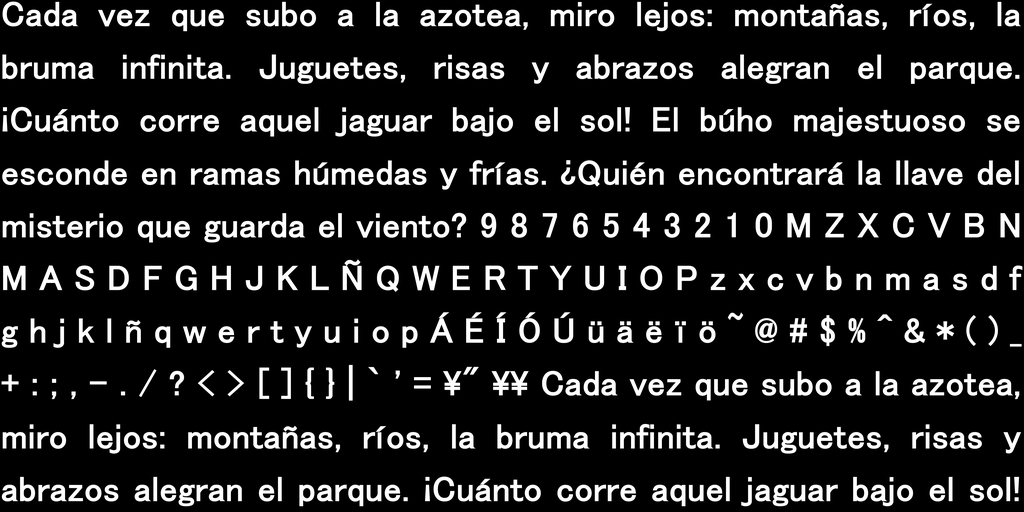 Cada vez que subo a la azotea, miro lejos: montañas, ríos, la
bruma infinita. Juguetes, risas y abrazos alegran el parque.
¡Cuánto corre aquel jaguar bajo el sol! El búho majestuoso se
esconde en ramas húmedas y frías. ¿Quién encontrará la llave del
misterio que guarda el viento? 9 8 7 6 5 4 3 2 1 0 M Z X C V B N
M A S D F G H J K L Ñ Q W E R T Y U I O P z x c v b n m a s d f
g h j k l ñ q w e r t y u i o p Á É Í Ó Ú ü ä ë ï ö ~ @ # $ % ^ & * ( ) _
+ : ; , - . / ? < > [ ] { } | ` ' = ¥" ¥¥ Cada vez que subo a la azotea,
miro lejos: montañas, ríos, la bruma infinita. Juguetes, risas y
abrazos alegran el parque. ¡Cuánto corre aquel jaguar bajo el sol!